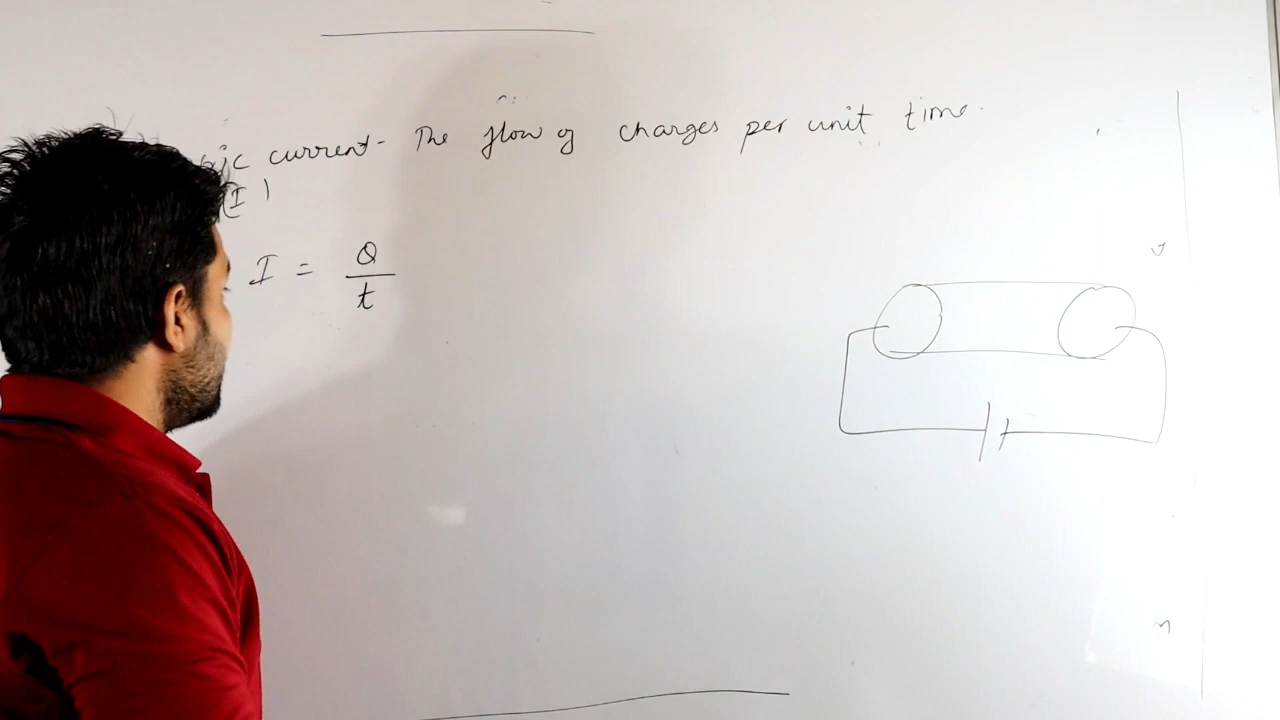 current- The flow of charges per unit time.
(I)
I = Q/t